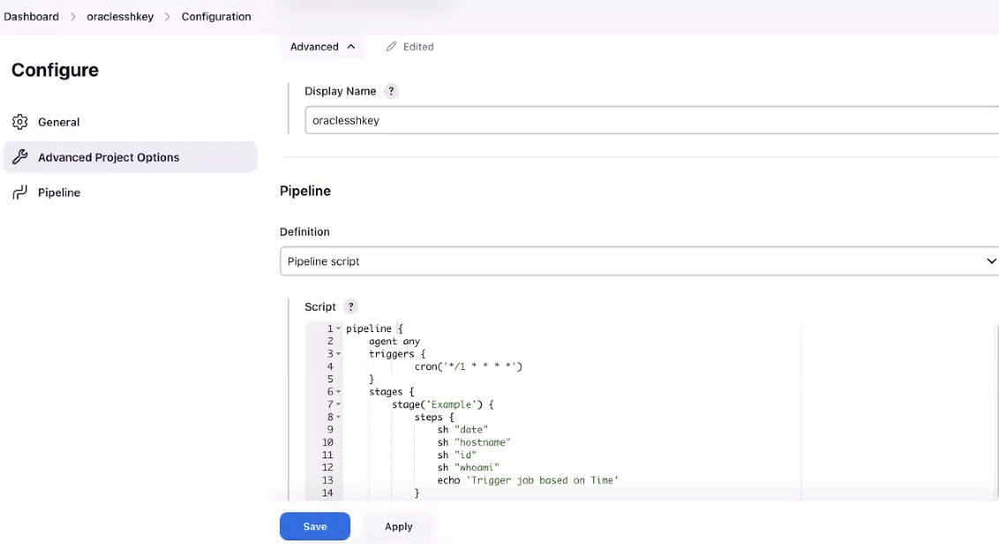 Dashboard > oraclesshkey > Configuration
Advanced Edited
Configure
Display Name ?
oraclesshkey
General
Advanced Project Options
Pipeline
Pipeline
Definition
Pipeline script
Script ?
1 pipeline {
2 agent any
3 triggers {
4 cron('*/1 * * * *')
5 }
6 stages {
7 stage('Example') {
8 steps {
9 sh "date"
10 sh "hostname"
11 sh "id"
12 sh "whoami"
13 echo 'Trigger job based on Time'
14 }
Save Apply